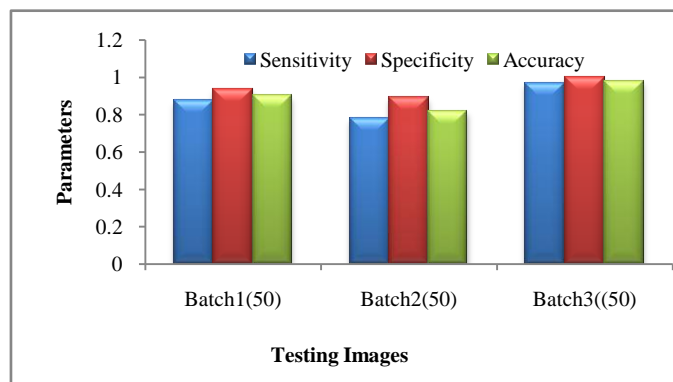 1.2
1
0.8
0.6
0.4
0.2
0
Parameters
Sensitivity Specificity Accuracy
Batch1(50) Batch2(50) Batch3((50)
Testing Images